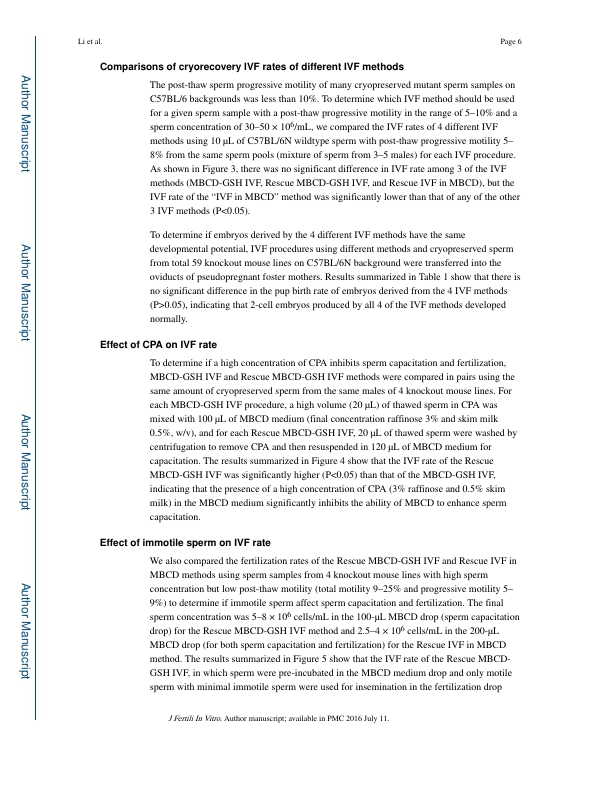 Li et al.
Page 6
Comparisons of cryorecovery IVF rates of different IVF methods
The post-thaw sperm progressive motility of many cryopreserved mutant sperm samples on
C57BL/6 backgrounds was less than 10%. To determine which IVF method should be used
for a given sperm sample with a post-thaw progressive motility in the range of 5–10% and a
sperm concentration of 30–50 × 10⁶/mL, we compared the IVF rates of 4 different IVF
methods using 10 μL of C57BL/6N wildtype sperm with post-thaw progressive motility 5–
8% from the same sperm pools (mixture of sperm from 3–5 males) for each IVF procedure.
As shown in Figure 3, there was no significant difference in IVF rate among 3 of the IVF
methods (MBCD-GSH IVF, Rescue MBCD-GSH IVF, and Rescue IVF in MBCD), but the
IVF rate of the “IVF in MBCD” method was significantly lower than that of any of the other
3 IVF methods (P<0.05).
To determine if embryos derived by the 4 different IVF methods have the same
developmental potential, IVF procedures using different methods and cryopreserved sperm
from total 59 knockout mouse lines on C57BL/6N background were transferred into the
oviducts of pseudopregnant foster mothers. Results summarized in Table 1 show that there is
no significant difference in the pup birth rate of embryos derived from the 4 IVF methods
(P>0.05), indicating that 2-cell embryos produced by all 4 of the IVF methods developed
normally.
Effect of CPA on IVF rate
To determine if a high concentration of CPA inhibits sperm capacitation and fertilization,
MBCD-GSH IVF and Rescue MBCD-GSH IVF methods were compared in pairs using the
same amount of cryopreserved sperm from the same males of 4 knockout mouse lines. For
each MBCD-GSH IVF procedure, a high volume (20 μL) of thawed sperm in CPA was
mixed with 100 μL of MBCD medium (final concentration raffinose 3% and skim milk
0.5%, w/v), and for each Rescue MBCD-GSH IVF, 20 μL of thawed sperm were washed by
centrifugation to remove CPA and then resuspended in 120 μL of MBCD medium for
capacitation. The results summarized in Figure 4 show that the IVF rate of the Rescue
MBCD-GSH IVF was significantly higher (P<0.05) than that of the MBCD-GSH IVF,
indicating that the presence of a high concentration of CPA (3% raffinose and 0.5% skim
milk) in the MBCD medium significantly inhibits the ability of MBCD to enhance sperm
capacitation.
Effect of immotile sperm on IVF rate
We also compared the fertilization rates of the Rescue MBCD-GSH IVF and Rescue IVF in
MBCD methods using sperm samples from 4 knockout mouse lines with high sperm
concentration but low post-thaw motility (total motility 9–25% and progressive motility 5–
9%) to determine if immotile sperm affect sperm capacitation and fertilization. The final
sperm concentration was 5–8 × 10⁶ cells/mL in the 100-μL MBCD drop (sperm capacitation
drop) for the Rescue MBCD-GSH IVF method and 2.5–4 × 10⁶ cells/mL in the 200-μL
MBCD drop (for both sperm capacitation and fertilization) for the Rescue IVF in MBCD
method. The results summarized in Figure 5 show that the IVF rate of the Rescue MBCD-
GSH IVF, in which sperm were pre-incubated in the MBCD medium drop and only motile
sperm with minimal immotile sperm were used for insemination in the fertilization drop
J Fertili In Vitro. Author manuscript; available in PMC 2016 July 11.
Author Manuscript
Author Manuscript
Author Manuscript
Author Manuscript